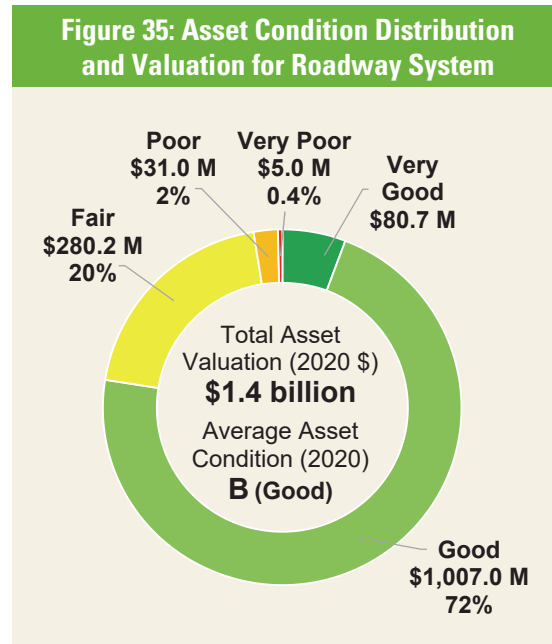 Figure 35: Asset Condition Distribution
and Valuation for Roadway System
Poor
$31.0 M
2%
Very Poor
$5.0 M
0.4%
Very
Good
$80.7 M
Fair
$280.2 M
20%
Total Asset
Valuation (2020 $)
$1.4 billion
Average Asset
Condition (2020)
B (Good)
Good
$1,007.0 M
72%